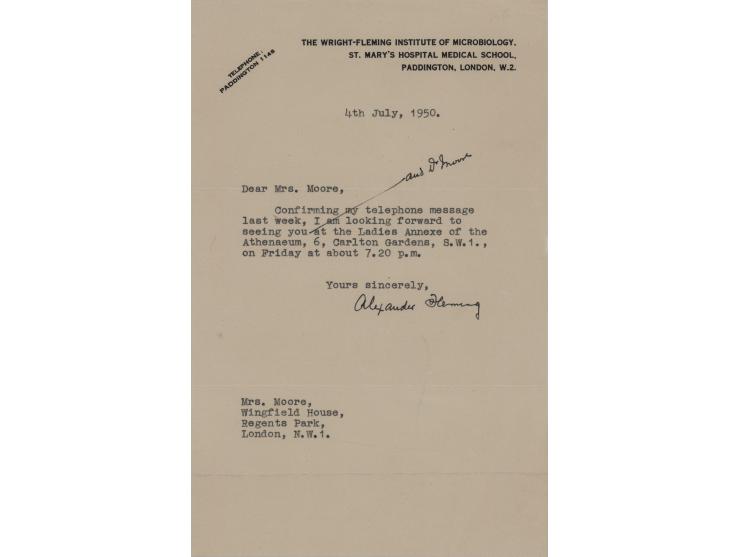 THE WRIGHT-FLEMING INSTITUTE OF MICROBIOLOGY.
ST. MARY'S HOSPITAL MEDICAL SCHOOL,
PADDINGTON, LONDON, W.2.
TELEPHONE:
PADDINGTON 1148
4th July, 1950.
and Dr Moore
Dear Mrs. Moore,
Confirming my telephone message
last week, I am looking forward to
seeing you at the Ladies Annexe of the
Athenaeum, 6, Carlton Gardens, S.W.1.,
on Friday at about 7.20 p.m.
Yours sincerely,
Alexander Fleming
Mrs. Moore,
Wingfield House,
Regents Park,
London, N.W.1.